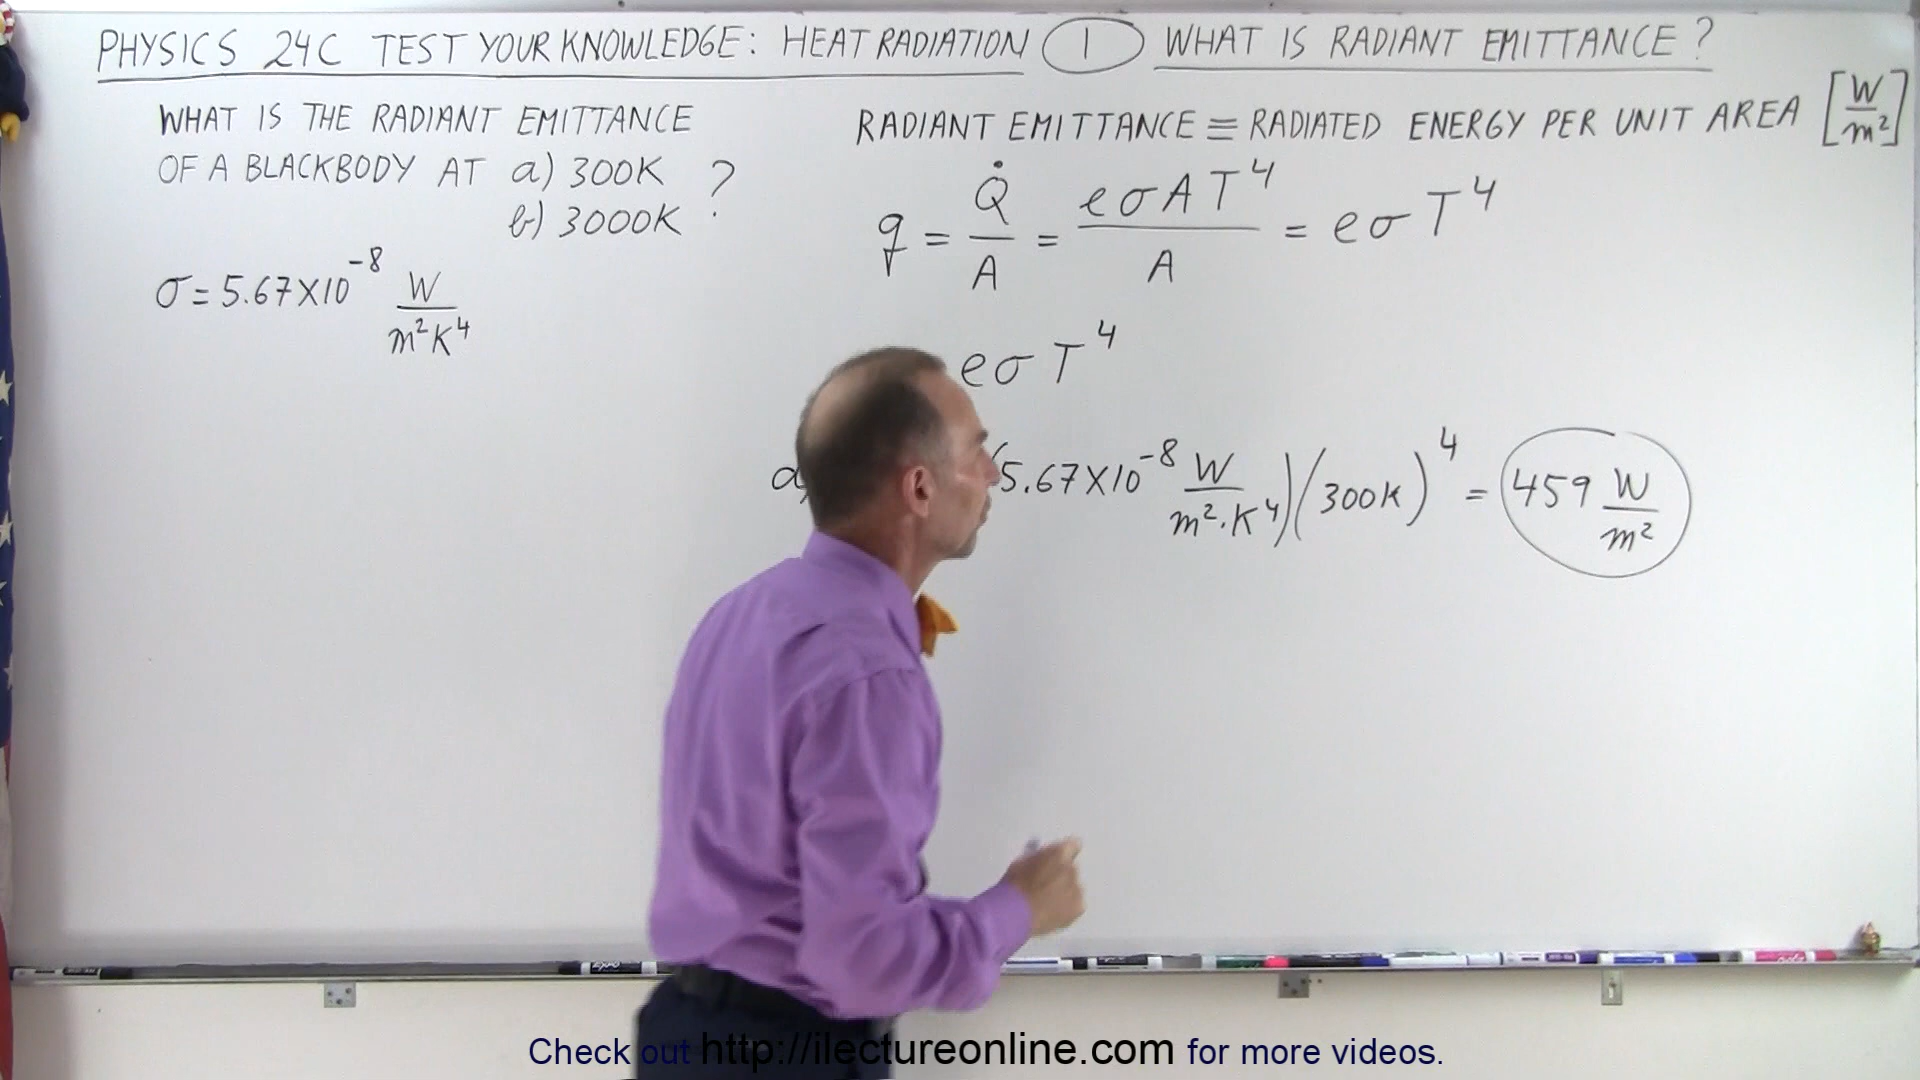 PHYSICS 24C TEST YOUR KNOWLEDGE: HEAT RADIATION 1 WHAT IS RADIANT EMITTANCE?
WHAT IS THE RADIANT EMITTANCE
OF A BLACKBODY AT a) 300K ?
b) 3000K
σ = 5.67X10⁻⁸ W/m²K⁴
RADIANT EMITTANCE ≡ RADIATED ENERGY PER UNIT AREA [W/m²]
q = Q̇/A = eσAT⁴/A = eσT⁴
eσT⁴
a) (5.67X10⁻⁸ W/m²·K⁴)(300K)⁴ = 459 W/m²
Check out http://ilectureonline.com for more videos.